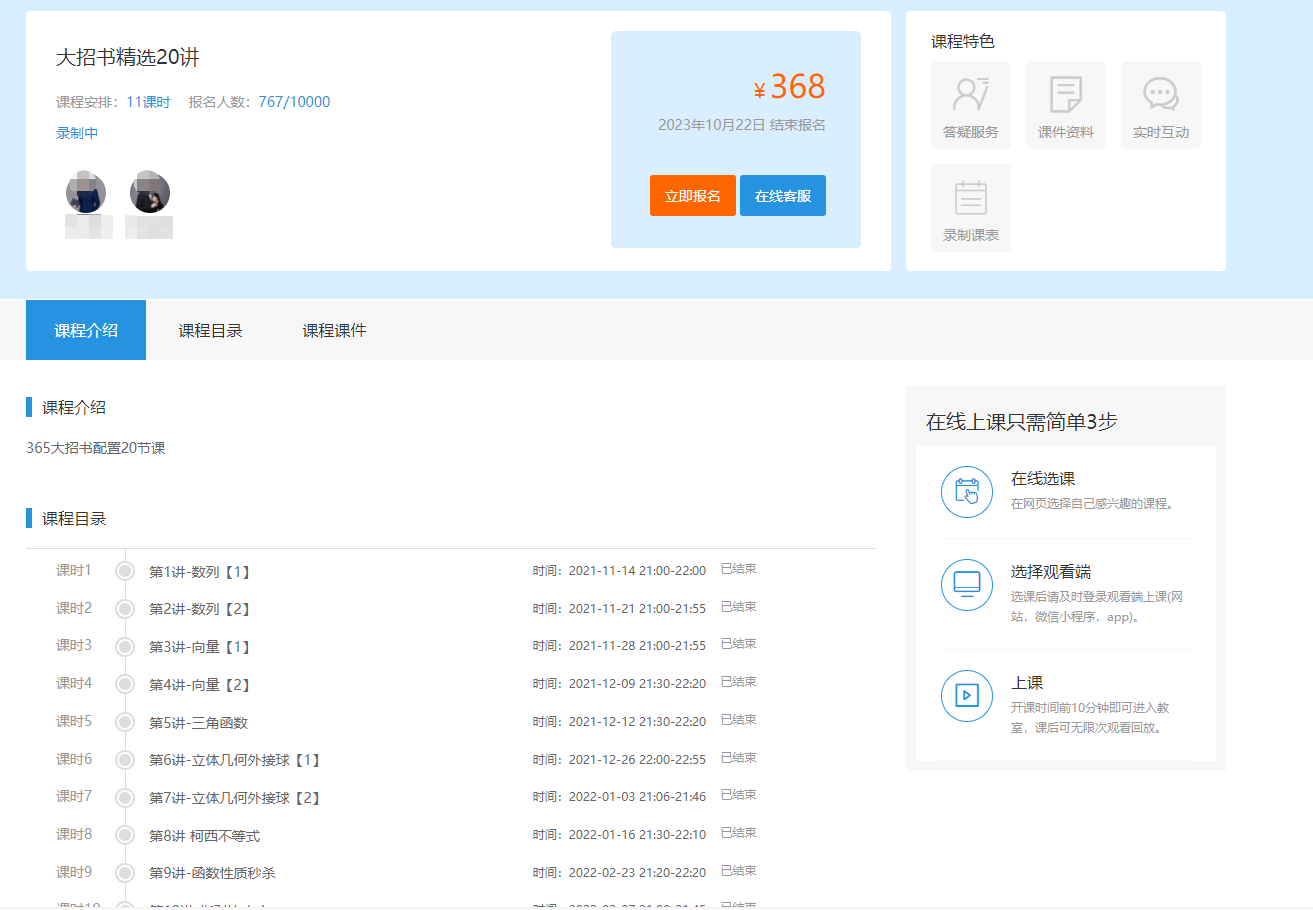 大招书精选20讲
课程安排：11课时 报名人数：767/10000
录制中
¥368
2023年10月22日 结束报名
立即报名 在线客服
课程特色
答疑服务 课件资料 实时互动
录制课表
课程介绍 课程目录 课程课件
课程介绍
365大招书配置20节课
课程目录
课时1 第1讲-数列【1】 时间：2021-11-14 21:00-22:00 已结束
课时2 第2讲-数列【2】 时间：2021-11-21 21:00-21:55 已结束
课时3 第3讲-向量【1】 时间：2021-11-28 21:00-21:55 已结束
课时4 第4讲-向量【2】 时间：2021-12-09 21:30-22:20 已结束
课时5 第5讲-三角函数 时间：2021-12-12 21:30-22:20 已结束
课时6 第6讲-立体几何外接球【1】 时间：2021-12-26 22:00-22:55 已结束
课时7 第7讲-立体几何外接球【2】 时间：2022-01-03 21:06-21:46 已结束
课时8 第8讲 柯西不等式 时间：2022-01-16 21:30-22:10 已结束
课时9 第9讲-函数性质秒杀 时间：2022-02-23 21:20-22:20 已结束
在线上课只需简单3步
在线选课
在网页选择自己感兴趣的课程。
选择观看端
选课后请及时登录观看端上课(网
站，微信小程序，app)。
上课
开课时间前10分钟即可进入教
室，课后可无限次观看回放。